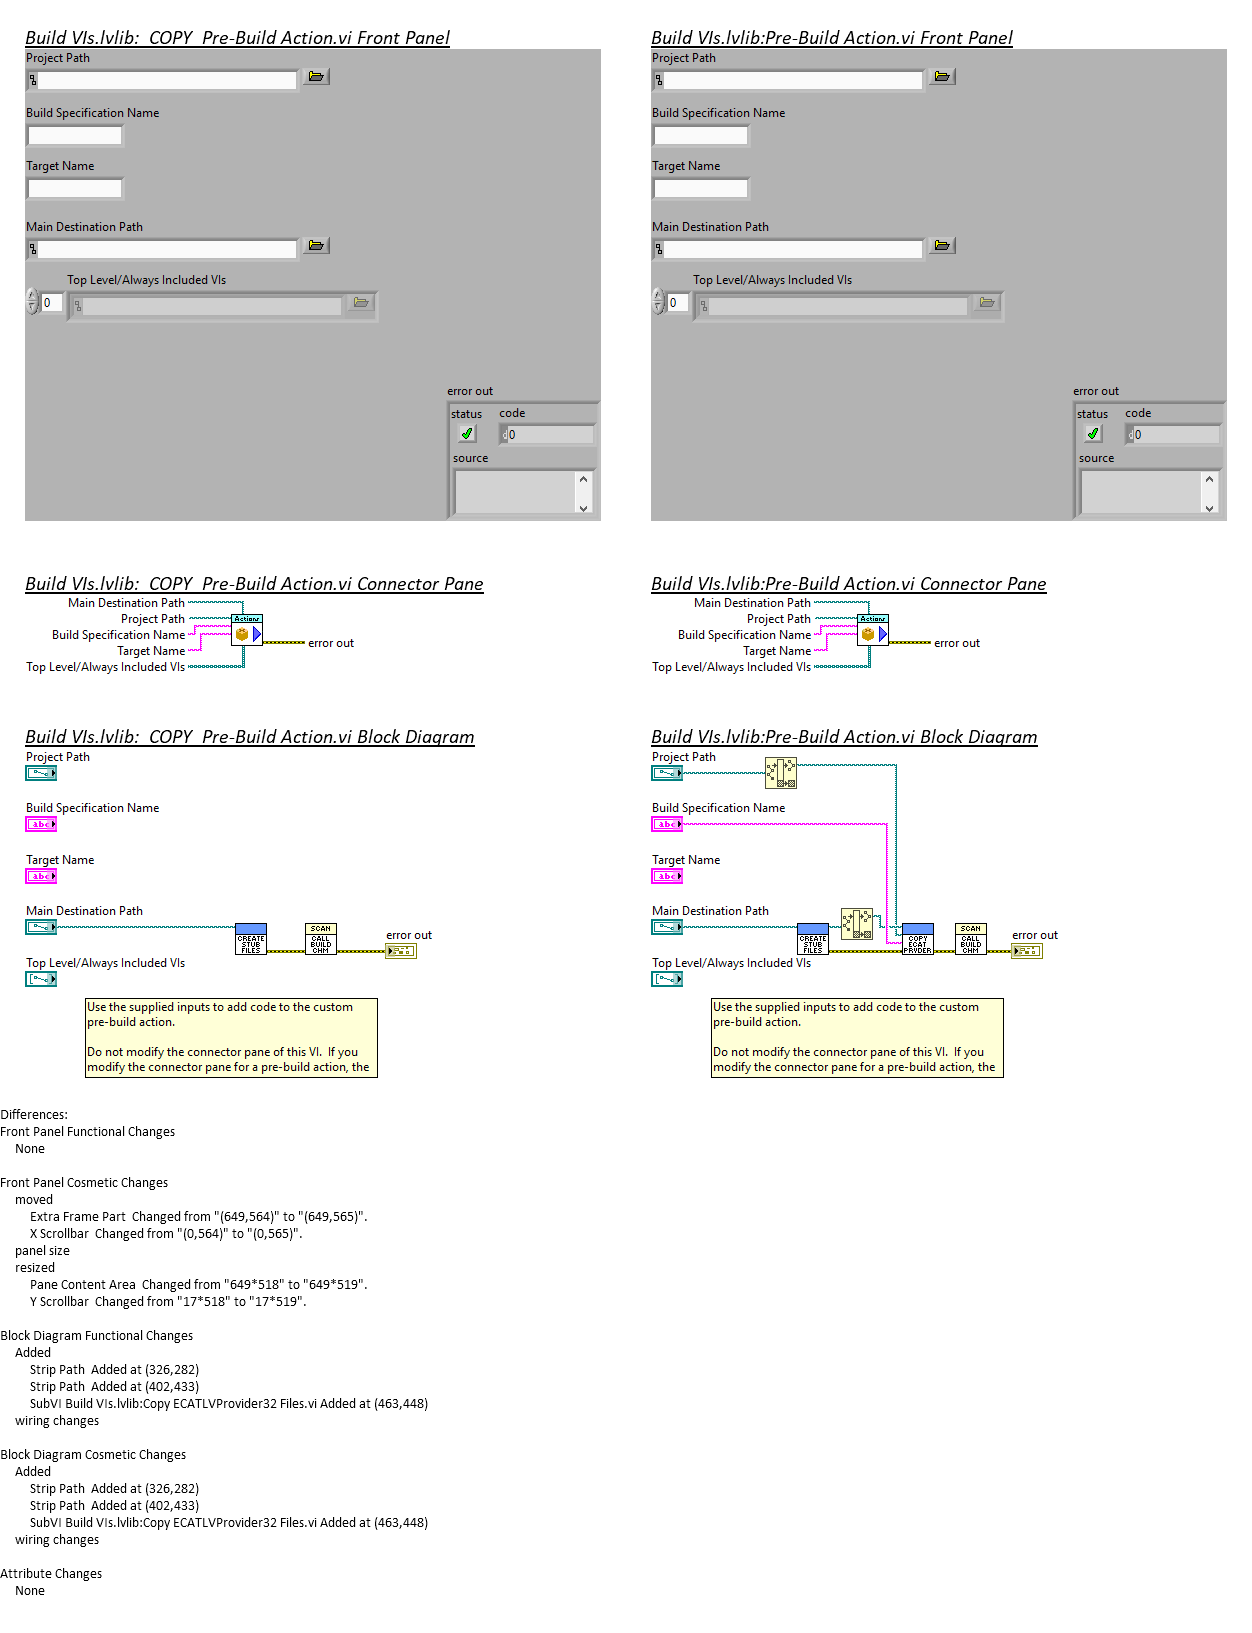 Build VIs.lvlib:  COPY  Pre-Build Action.vi Front Panel
Project Path
Build Specification Name
Target Name
Main Destination Path
Top Level/Always Included VIs
0
error out
status code
0
source
Build VIs.lvlib:Pre-Build Action.vi Front Panel
Project Path
Build Specification Name
Target Name
Main Destination Path
Top Level/Always Included VIs
0
error out
status code
0
source
Build VIs.lvlib:  COPY  Pre-Build Action.vi Connector Pane
Main Destination Path
Project Path
Build Specification Name
Target Name
Top Level/Always Included VIs
Actions
error out
Build VIs.lvlib:Pre-Build Action.vi Connector Pane
Main Destination Path
Project Path
Build Specification Name
Target Name
Top Level/Always Included VIs
Actions
error out
Build VIs.lvlib:  COPY  Pre-Build Action.vi Block Diagram
Project Path
Build Specification Name
abc
Target Name
abc
Main Destination Path
CREATE
STUB
FILES
SCAN
CALL
BUILD
CHM
error out
Top Level/Always Included VIs
Use the supplied inputs to add code to the custom
pre-build action.
Do not modify the connector pane of this VI.  If you
modify the connector pane for a pre-build action, the
Build VIs.lvlib:Pre-Build Action.vi Block Diagram
Project Path
Build Specification Name
abc
Target Name
abc
Main Destination Path
CREATE
STUB
FILES
COPY
ECAT
PRVDER
SCAN
CALL
BUILD
CHM
error out
Top Level/Always Included VIs
Use the supplied inputs to add code to the custom
pre-build action.
Do not modify the connector pane of this VI.  If you
modify the connector pane for a pre-build action, the
Differences:
Front Panel Functional Changes
None
Front Panel Cosmetic Changes
moved
Extra Frame Part  Changed from "(649,564)" to "(649,565)".
X Scrollbar  Changed from "(0,564)" to "(0,565)".
panel size
resized
Pane Content Area  Changed from "649*518" to "649*519".
Y Scrollbar  Changed from "17*518" to "17*519".
Block Diagram Functional Changes
Added
Strip Path  Added at (326,282)
Strip Path  Added at (402,433)
SubVI Build VIs.lvlib:Copy ECATLVProvider32 Files.vi Added at (463,448)
wiring changes
Block Diagram Cosmetic Changes
Added
Strip Path  Added at (326,282)
Strip Path  Added at (402,433)
SubVI Build VIs.lvlib:Copy ECATLVProvider32 Files.vi Added at (463,448)
wiring changes
Attribute Changes
None